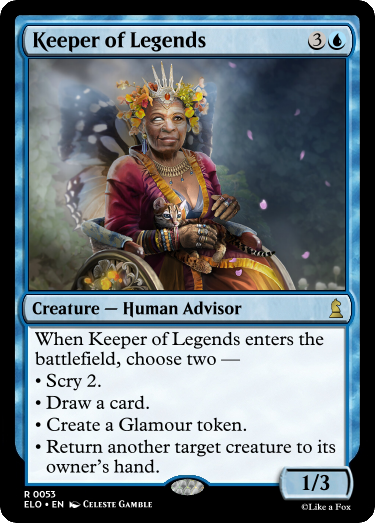 Keeper of Legends 3
Creature — Human Advisor
When Keeper of Legends enters the
battlefield, choose two —
• Scry 2.
• Draw a card.
• Create a Glamour token.
• Return another target creature to its
owner's hand.
1/3
R 0053
ELO • EN Celeste Gamble
©Like a Fox